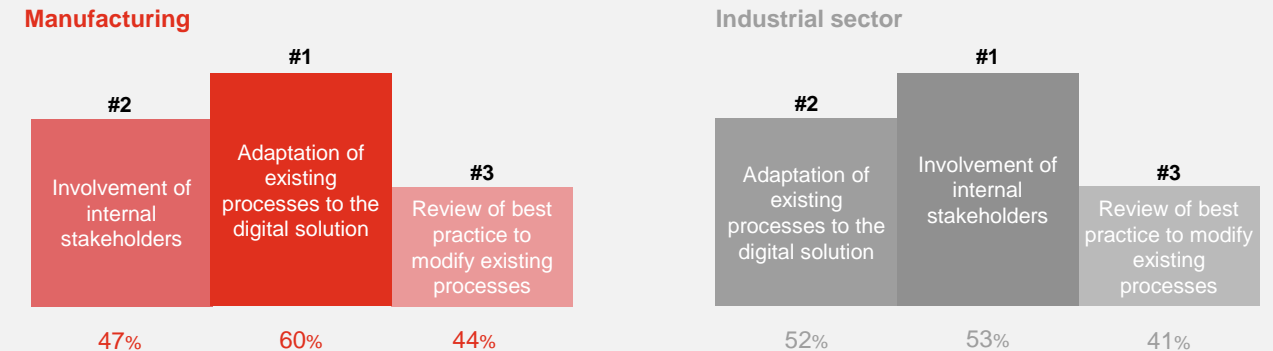 Manufacturing
#2
Involvement of
internal
stakeholders
47%
#1
Adaptation of
existing
processes to the
digital solution
60%
#3
Review of best
practice to
modify existing
processes
44%
Industrial sector
#2
Adaptation of
existing
processes to the
digital solution
52%
#1
Involvement of
internal
stakeholders
53%
#3
Review of best
practice to modify
existing
processes
41%